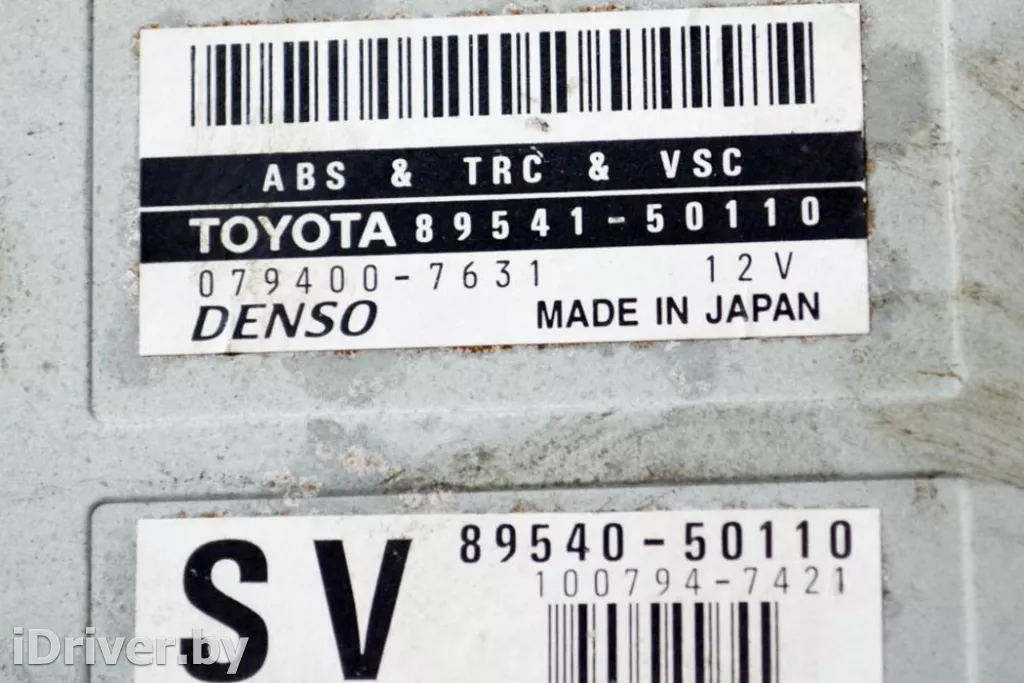 ABS & TRC & VSC
TOYOTA 89541-50110
079400-7631 12V
DENSO MADE IN JAPAN
SV 89540-50110
100794-7421
iDriver.by